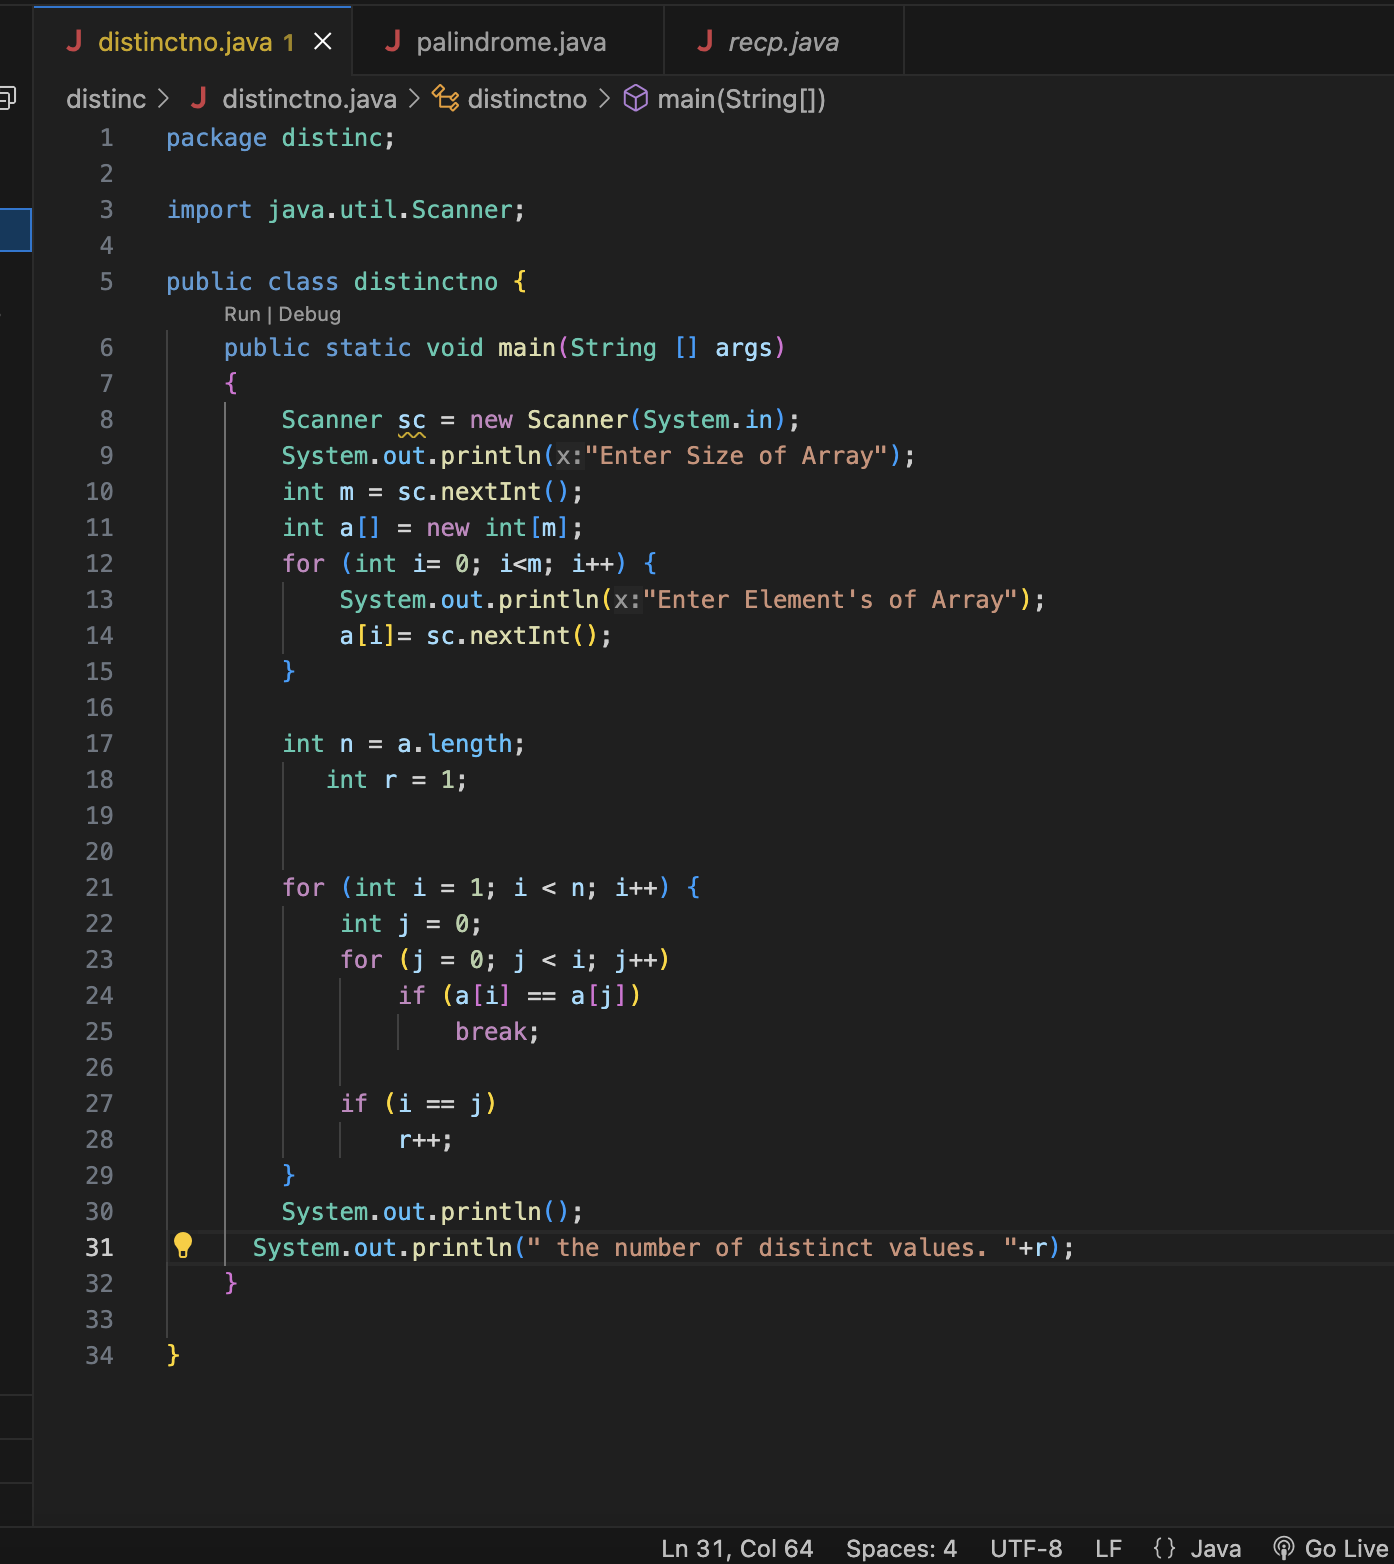 J distinctno.java 1 × J palindrome.java J recp.java
distinc > J distinctno.java > distinctno > main(String[])
1 package distinc;
2
3 import java.util.Scanner;
4
5 public class distinctno {
Run | Debug
6 public static void main(String [] args)
7 {
8 Scanner sc = new Scanner(System.in);
9 System.out.println(x:"Enter Size of Array");
10 int m = sc.nextInt();
11 int a[] = new int[m];
12 for (int i= 0; i<m; i++) {
13 System.out.println(x:"Enter Element's of Array");
14 a[i]= sc.nextInt();
15 }
16
17 int n = a.length;
18 int r = 1;
19
20
21 for (int i = 1; i < n; i++) {
22 int j = 0;
23 for (j = 0; j < i; j++)
24 if (a[i] == a[j])
25 break;
26
27 if (i == j)
28 r++;
29 }
30 System.out.println();
31 System.out.println(" the number of distinct values. "+r);
32 }
33
34 }
Ln 31, Col 64 Spaces: 4 UTF-8 LF {} Java Go Live